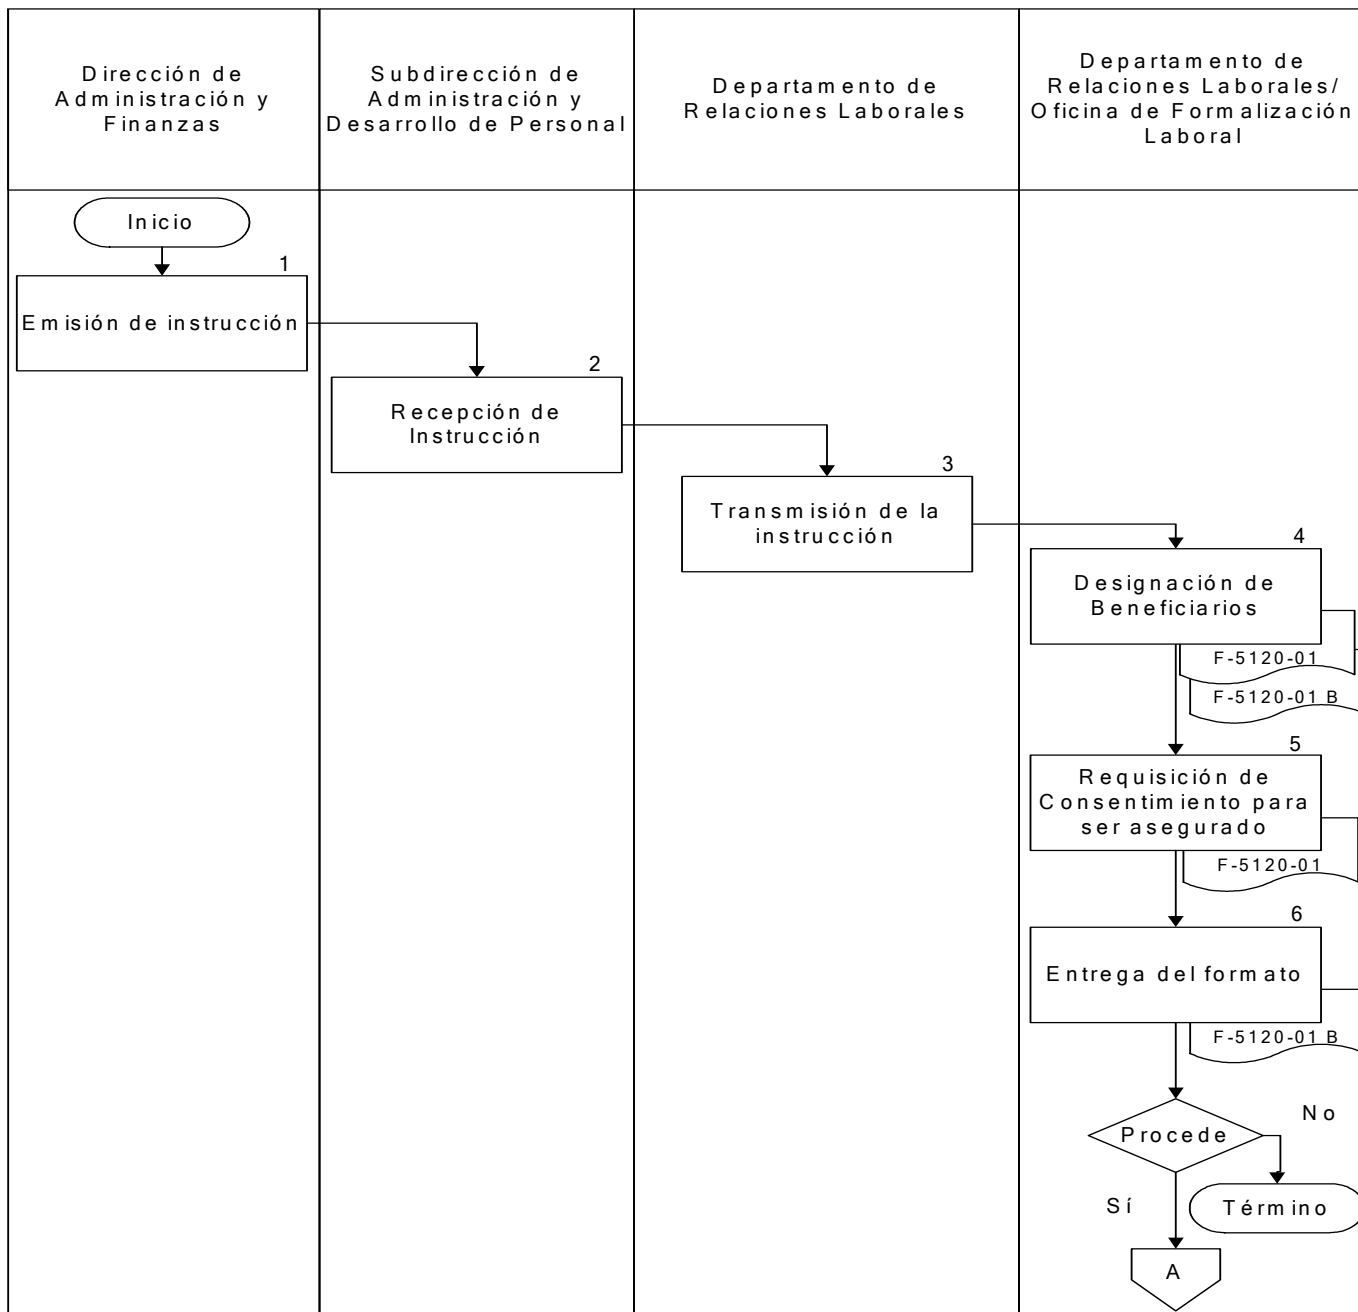 Dirección de
Administración y
Finanzas
Subdirección de
Administración y
Desarrollo de Personal
Departamento de
Relaciones Laborales
Departamento de
Relaciones Laborales/
Oficina de Formalización
Laboral
Inicio
1
Emisión de instrucción
2
Recepción de
Instrucción
3
Transmisión de la
instrucción
4
Designación de
Beneficiarios
F-5120-01
F-5120-01 B
5
Requisición de
Consentimiento para
ser asegurado
F-5120-01
6
Entrega del formato
F-5120-01 B
Procede
No
Sí
Término
A